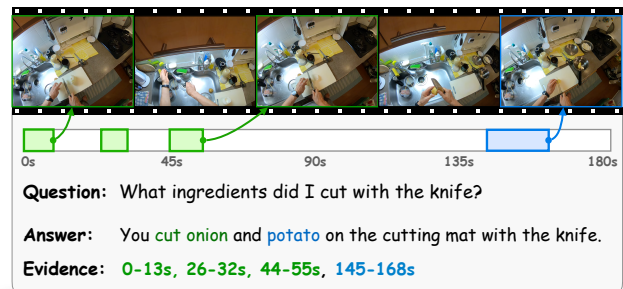 0s 45s 90s 135s 180s
Question: What ingredients did I cut with the knife?
Answer: You cut onion and potato on the cutting mat with the knife.
Evidence: 0-13s, 26-32s, 44-55s, 145-168s